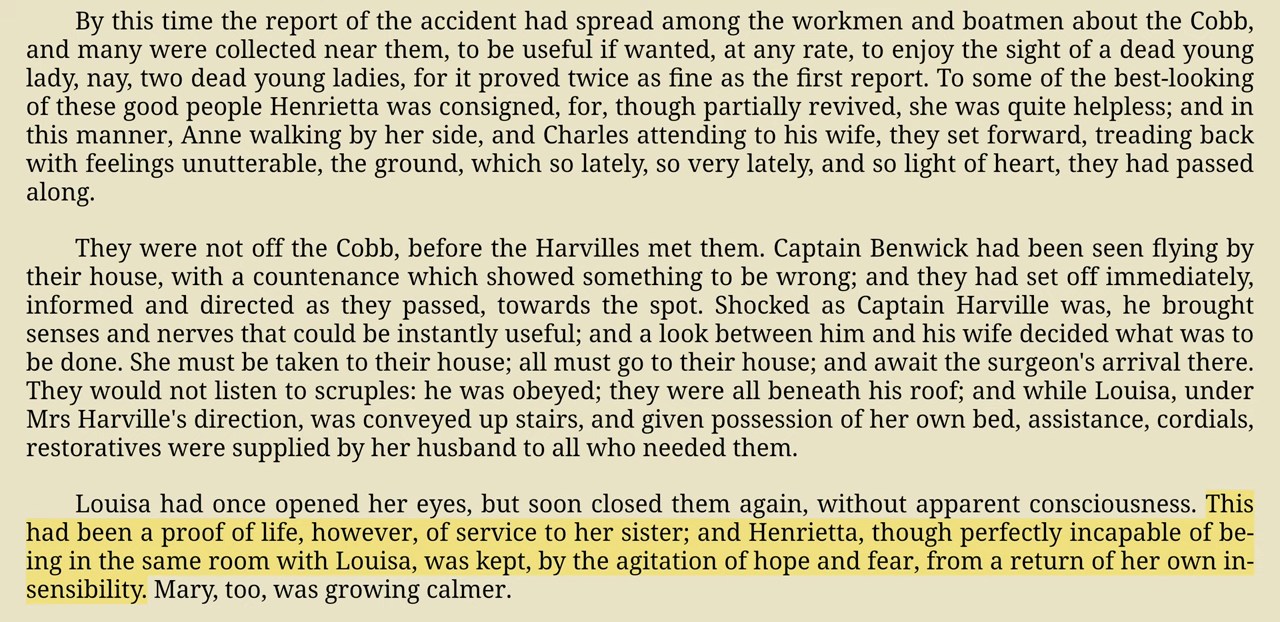 By this time the report of the accident had spread among the workmen and boatmen about the Cobb,
and many were collected near them, to be useful if wanted, at any rate, to enjoy the sight of a dead young
lady, nay, two dead young ladies, for it proved twice as fine as the first report. To some of the best-looking
of these good people Henrietta was consigned, for, though partially revived, she was quite helpless; and in
this manner, Anne walking by her side, and Charles attending to his wife, they set forward, treading back
with feelings unutterable, the ground, which so lately, so very lately, and so light of heart, they had passed
along.
They were not off the Cobb, before the Harvilles met them. Captain Benwick had been seen flying by
their house, with a countenance which showed something to be wrong; and they had set off immediately,
informed and directed as they passed, towards the spot. Shocked as Captain Harville was, he brought
senses and nerves that could be instantly useful; and a look between him and his wife decided what was to
be done. She must be taken to their house; all must go to their house; and await the surgeon's arrival there.
They would not listen to scruples: he was obeyed; they were all beneath his roof; and while Louisa, under
Mrs Harville's direction, was conveyed up stairs, and given possession of her own bed, assistance, cordials,
restoratives were supplied by her husband to all who needed them.
Louisa had once opened her eyes, but soon closed them again, without apparent consciousness. This
had been a proof of life, however, of service to her sister; and Henrietta, though perfectly incapable of be-
ing in the same room with Louisa, was kept, by the agitation of hope and fear, from a return of her own in-
sensibility. Mary, too, was growing calmer.